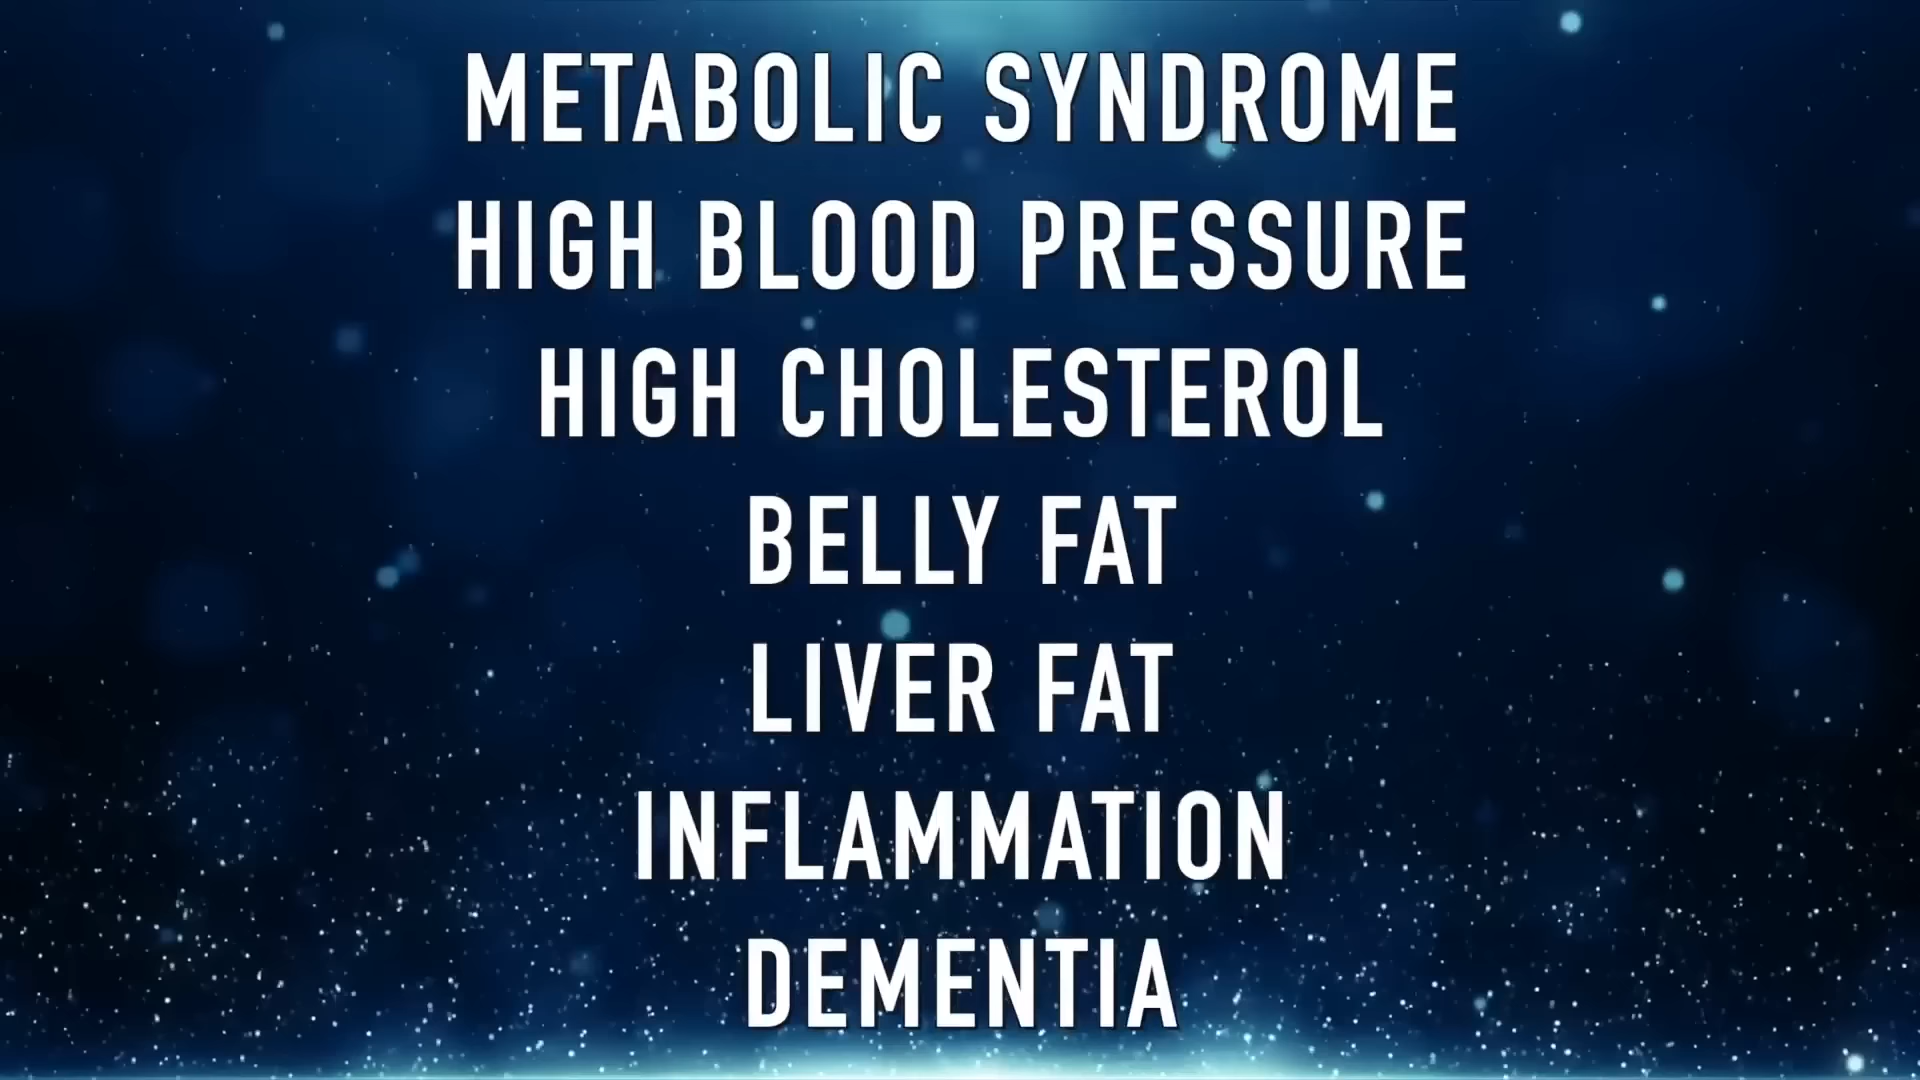 METABOLIC SYNDROME
HIGH BLOOD PRESSURE
HIGH CHOLESTEROL
BELLY FAT
LIVER FAT
INFLAMMATION
DEMENTIA